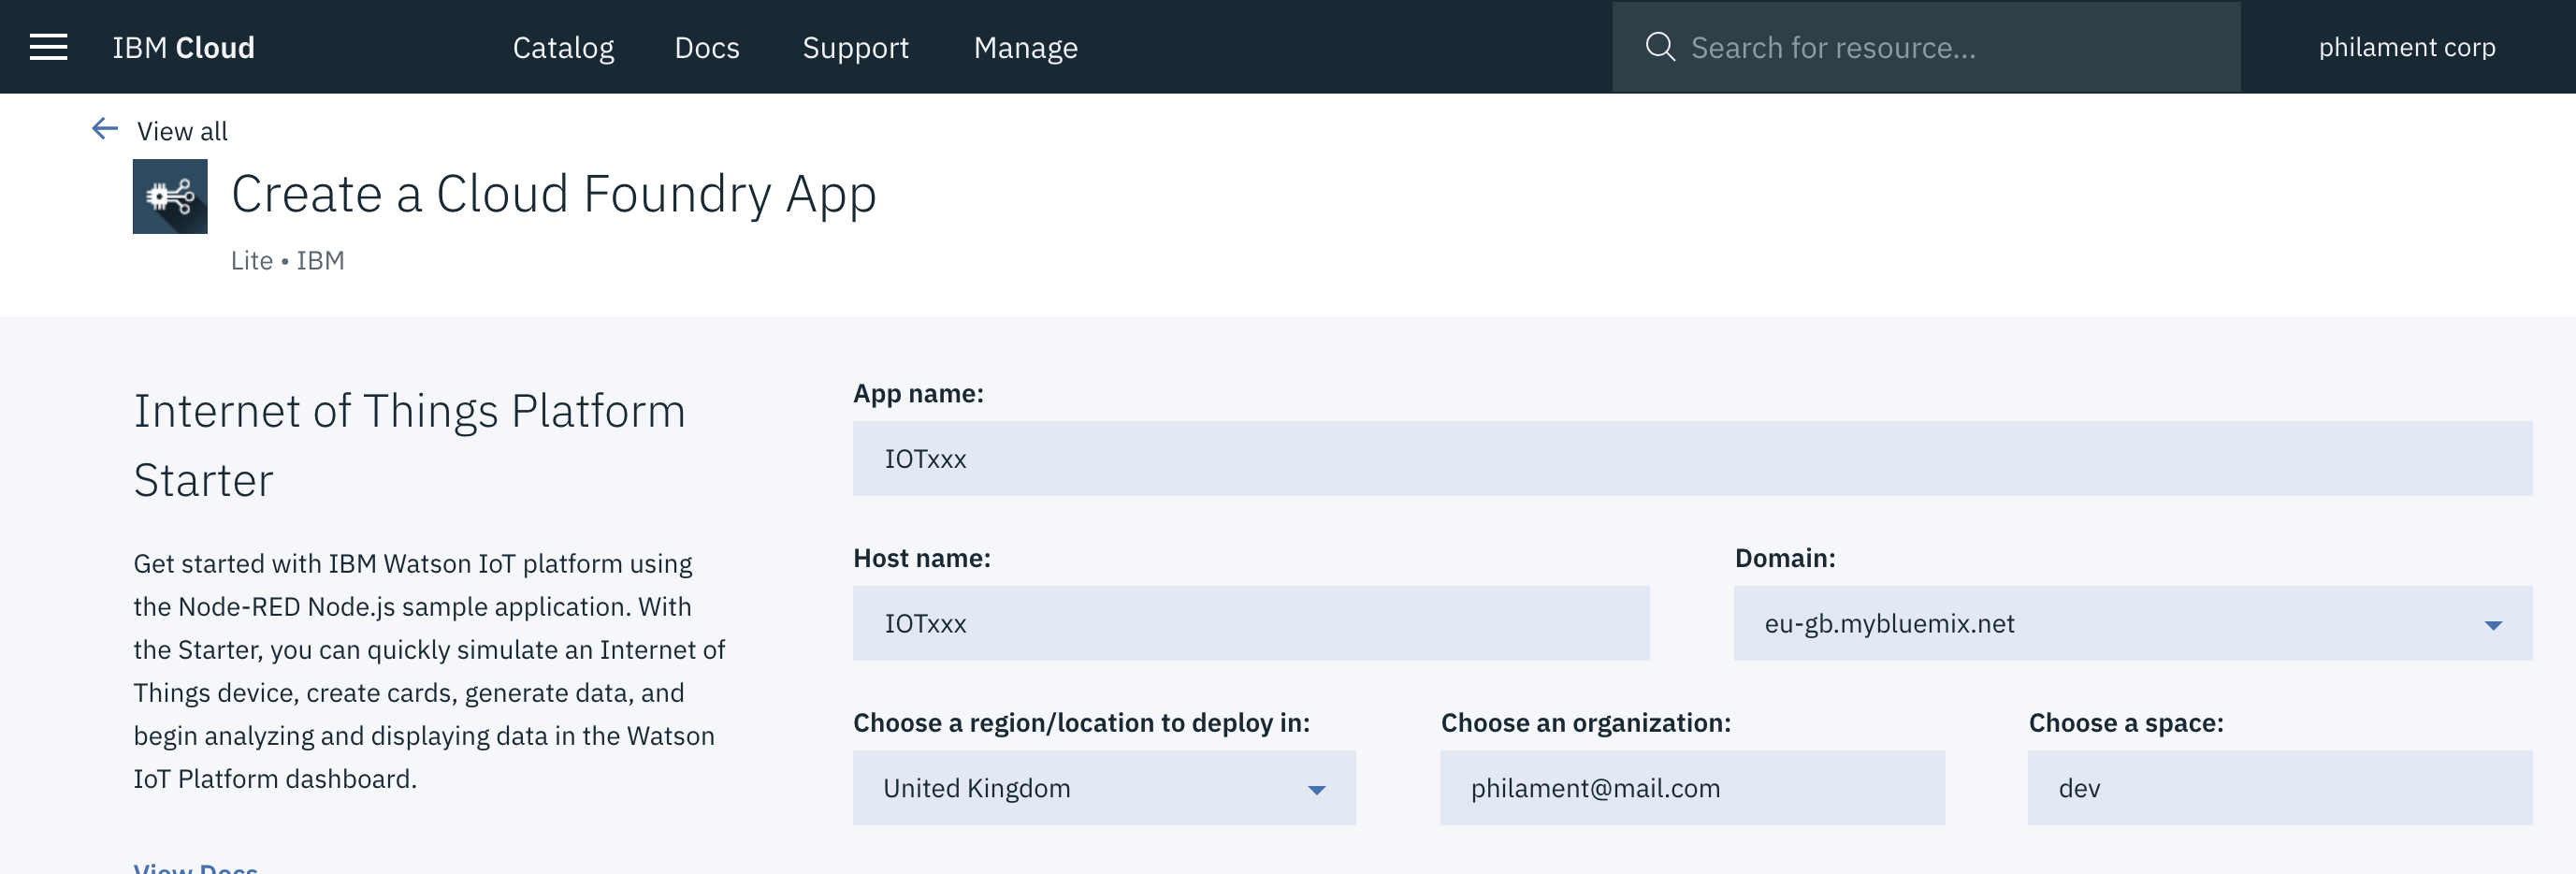 IBM Cloud
Catalog
Docs
Support
Manage
Search for resource...
philament corp
View all
Create a Cloud Foundry App
Lite • IBM
Internet of Things Platform
Starter
Get started with IBM Watson IoT platform using
the Node-RED Node.js sample application. With
the Starter, you can quickly simulate an Internet of
Things device, create cards, generate data, and
begin analyzing and displaying data in the Watson
IoT Platform dashboard.
View Docs
App name:
IOTxxx
Host name:
IOTxxx
Domain:
eu-gb.mybluemix.net
Choose a region/location to deploy in:
United Kingdom
Choose an organization:
philament@mail.com
Choose a space:
dev